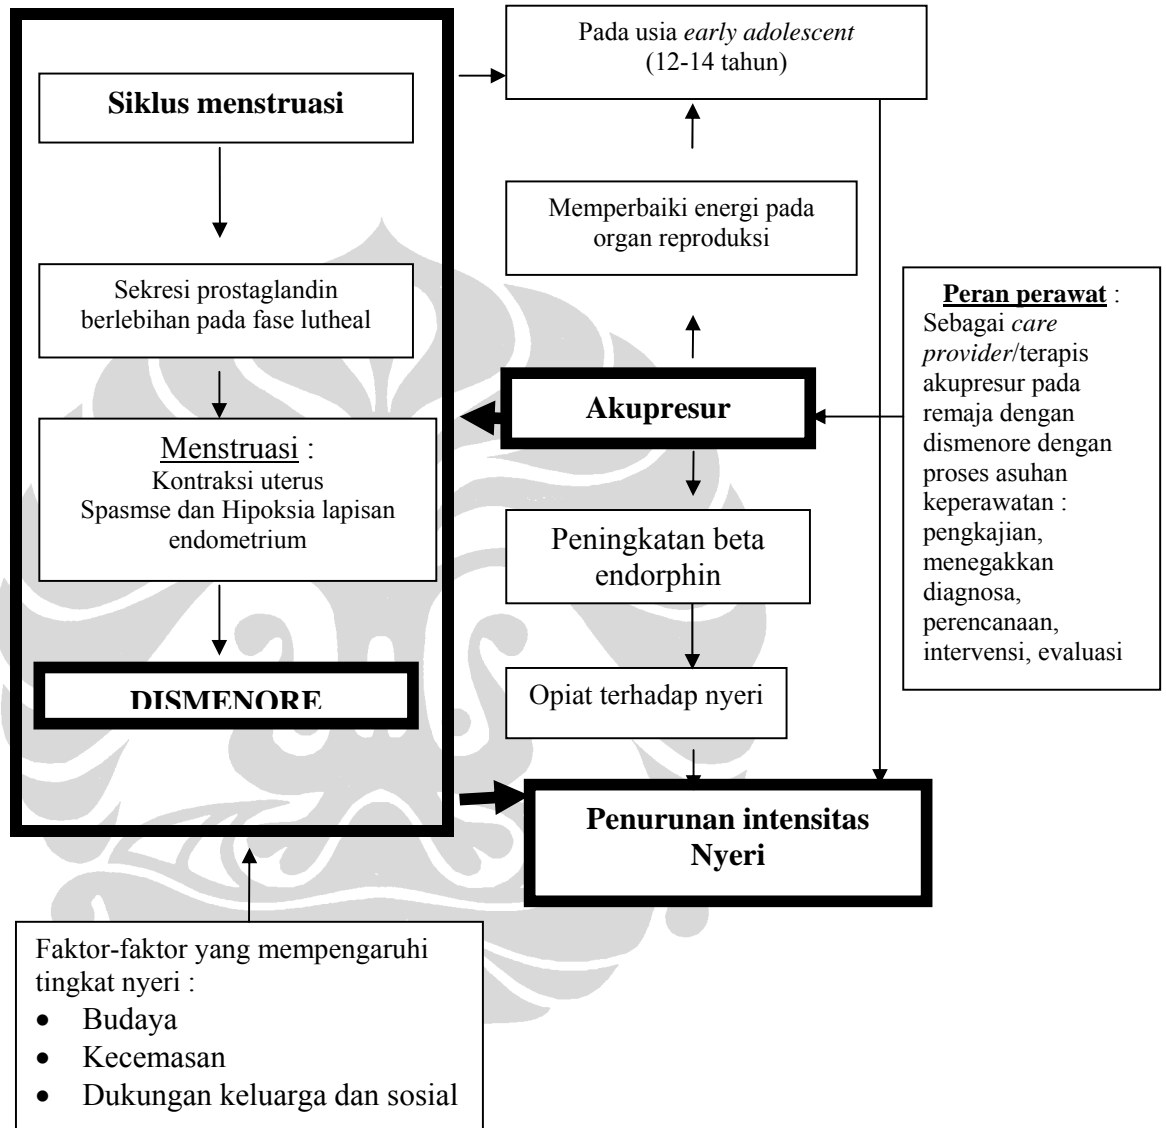 Pada usia early adolescent
(12-14 tahun)
Siklus menstruasi
Memperbaiki energi pada
organ reproduksi
Sekresi prostaglandin
berlebihan pada fase lutheal
Peran perawat :
Sebagai care
provider/terapis
akupresur pada
remaja dengan
dismenore dengan
proses asuhan
keperawatan :
pengkajian,
menegakkan
diagnosa,
perencanaan,
intervensi, evaluasi
Akupresur
Menstruasi :
Kontraksi uterus
Spasmse dan Hipoksia lapisan
endometrium
Peningkatan beta
endorphin
DISMENORE
Opiat terhadap nyeri
Penurunan intensitas
Nyeri
Faktor-faktor yang mempengaruhi
tingkat nyeri :
• Budaya
• Kecemasan
• Dukungan keluarga dan sosial